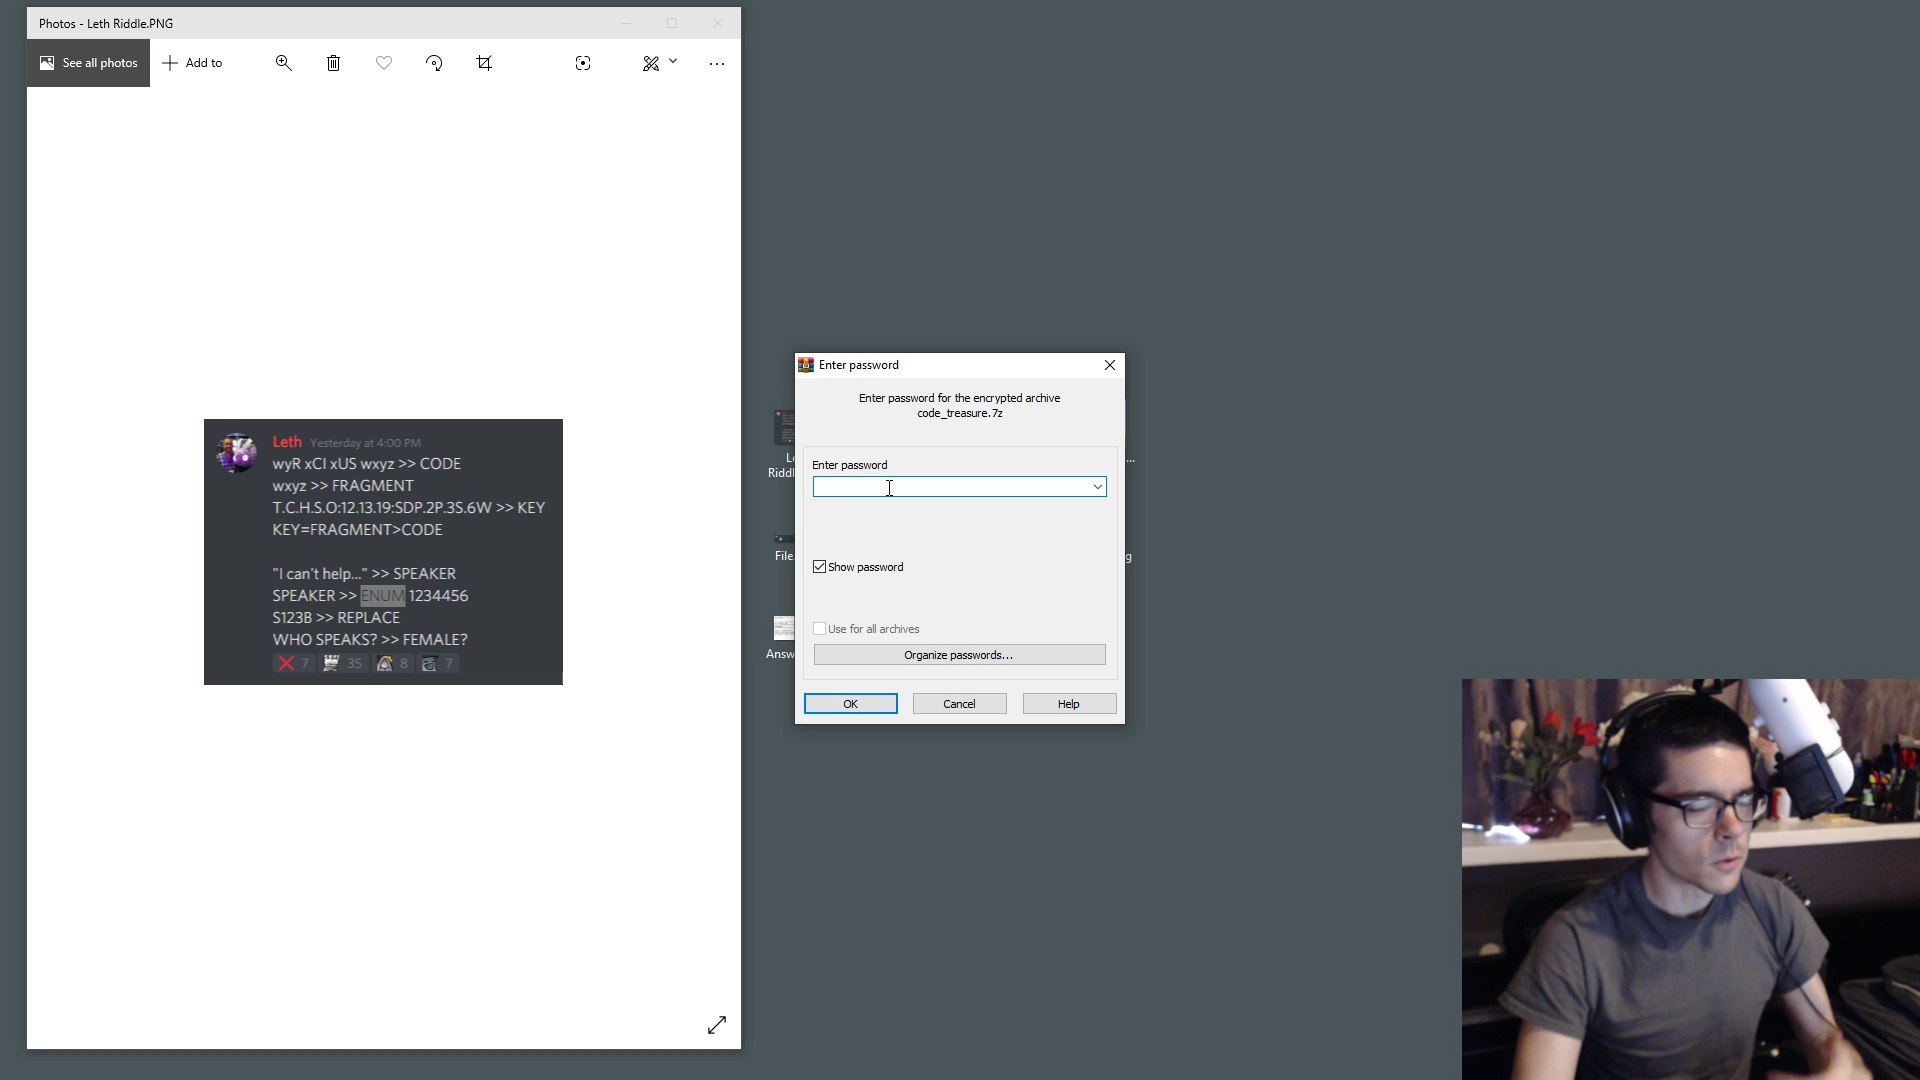 Photos - Leth Riddle.PNG
See all photos
Add to
Leth Yesterday at 4:00 PM
wyR xCI xUS wxyz >> CODE
wxyz >> FRAGMENT
T.C.H.S.O:12.13.19:SDP.2P.3S.6W >> KEY
KEY=FRAGMENT>CODE
"I can't help..." >> SPEAKER
SPEAKER >> ENUM 1234456
S123B >> REPLACE
WHO SPEAKS? >> FEMALE?
7 35 8 7
Enter password
Enter password for the encrypted archive
code_treasure.7z
Enter password
Show password
Use for all archives
Organize passwords...
OK
Cancel
Help
Le
Riddl
...
File.
g
Answ